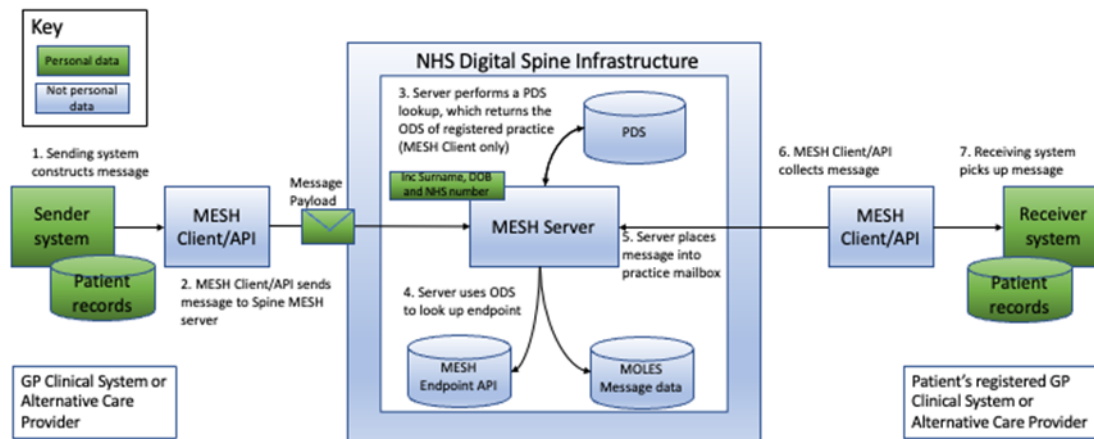 Key
Personal data
Not personal
data
NHS Digital Spine Infrastructure
1. Sending system
constructs message
Sender
system
Patient
records
MESH
Client/API
2. MESH Client/API sends
message to Spine MESH
server
Message
Payload
3. Server performs a PDS
lookup, which returns the
ODS of registered practice
(MESH Client only)
PDS
Inc Surname, DOB
and NHS number
MESH Server
4. Server uses ODS
to look up endpoint
5. Server places
message into
practice mailbox
MESH
Endpoint API
MOLES
Message data
6. MESH Client/API
collects message
MESH
Client/API
7. Receiving system
picks up message
Receiver
system
Patient
records
GP Clinical System or
Alternative Care
Provider
Patient's registered GP
Clinical System or
Alternative Care Provider